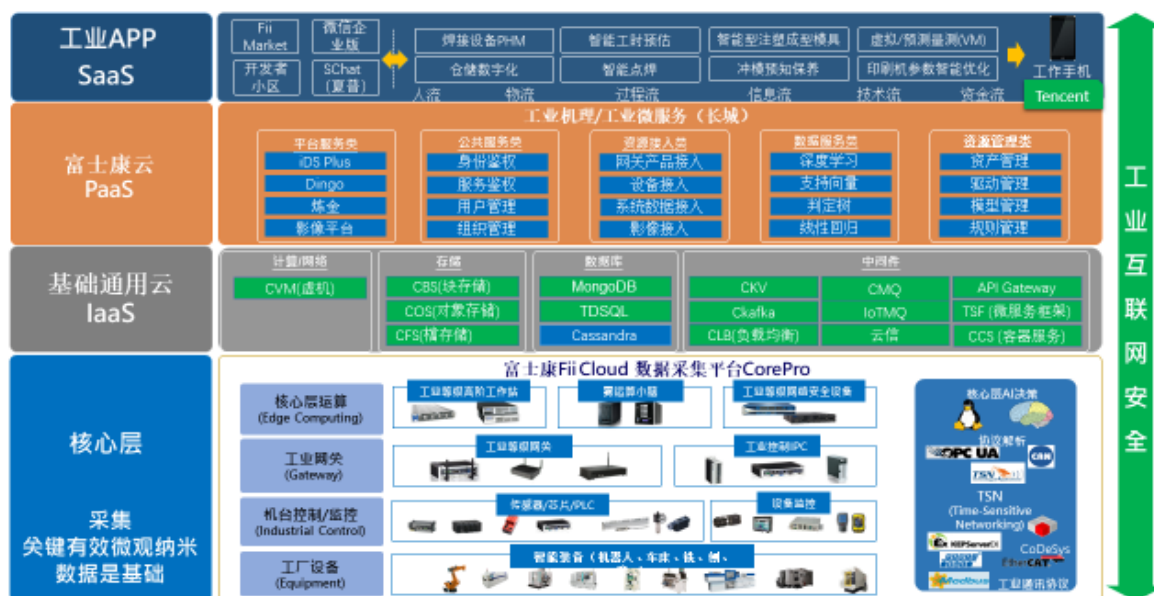 工业APP
SaaS
Fii
Market
微信企
业版
开发者
小区
SChat
(夏普)
焊接设备PHM
智能工时预估
智能型注塑成型模具
虚拟/预测量测(VM)
仓储数字化
智能点焊
冲模预知保养
印刷机参数智能优化
工作手机
人流
物流
过程流
信息流
技术流
资金流
Tencent
富士康云
PaaS
工业机理/工业微服务（长城）
平台服务类
iDS Plus
Dingo
炼金
影像平台
公共服务类
身份鉴权
服务鉴权
用户管理
组织管理
资源接入类
网关产品接入
设备接入
系统数据接入
影像接入
数据服务类
深度学习
支持向量
判定树
线性回归
资源管理类
资产管理
驱动管理
模型管理
规则管理
基础通用云
IaaS
计算/网络
CVM(虚机)
存储
CBS(块存储)
COS(对象存储)
CFS(檔存储)
数据库
MongoDB
TDSQL
Cassandra
中间件
CKV
CMQ
API Gateway
Ckafka
IoTMQ
TSF (微服务框架)
CLB(负载均衡)
云信
CCS (容器服务)
核心层
采集
关键有效微观纳米
数据是基础
富士康Fii Cloud 数据采集平台CorePro
核心层运算
(Edge Computing)
工业等级高阶工作站
雾运算小脑
工业等级网络安全设备
工业网关
(Gateway)
工业等级网关
工业控制IPC
机台控制/监控
(Industrial Control)
传感器/芯片/PLC
设备监控
工厂设备
(Equipment)
智能装备（机器人、车床、铣、刨、
核心层AI决策
协议解析
OPC UA
CAN
TSN
TSN
(Time-Sensitive
Networking)
KEPServerEX
CoDeSys
EtherCAT
Modbus
工业通讯协议
工业互联网安全